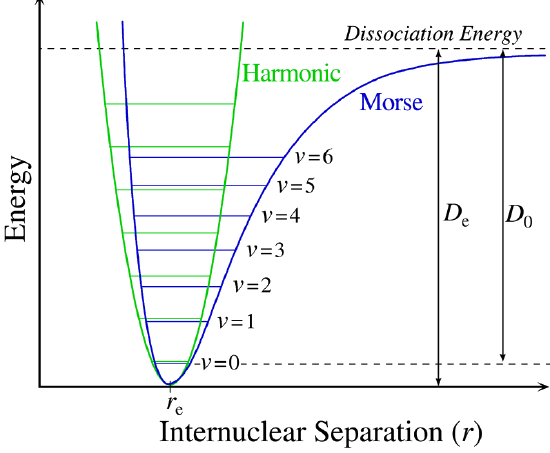 Dissociation Energy
Harmonic
Morse
v=6
v=5
v=4
v=3
v=2
v=1
v=0
De
D0
Energy
re
Internuclear Separation (r)